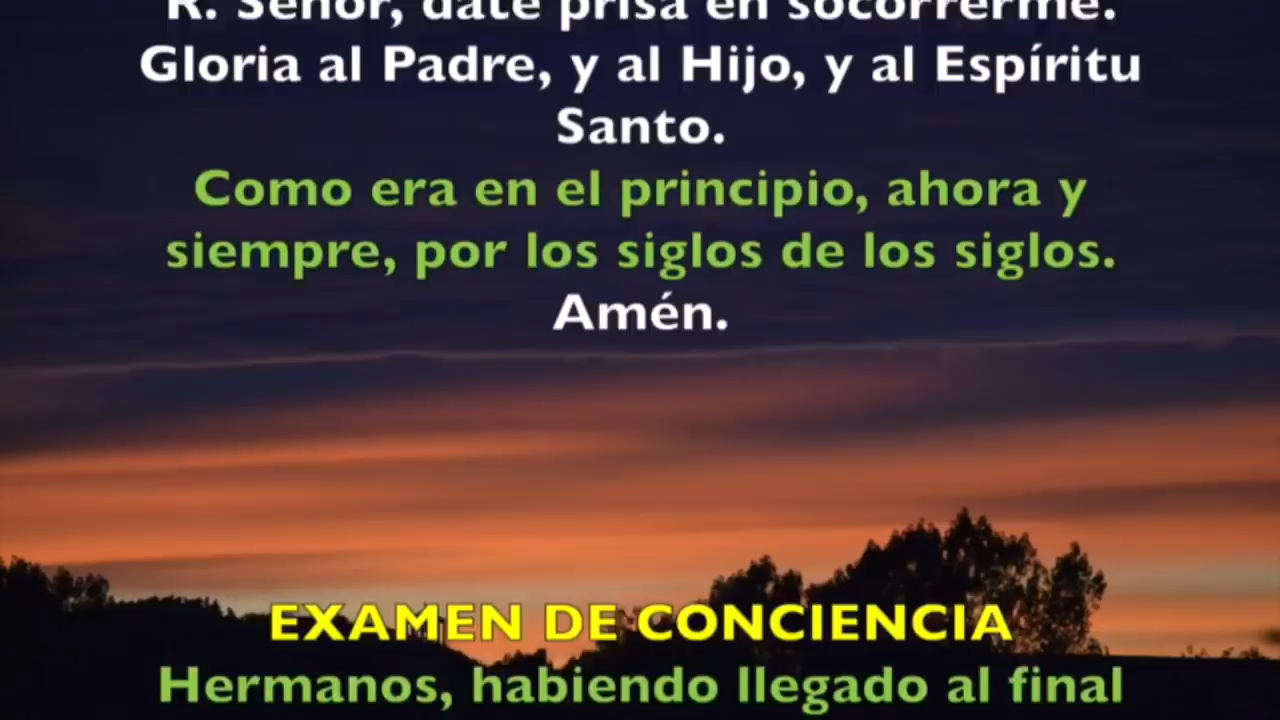 R. Señor, date prisa en socorrerme.
Gloria al Padre, y al Hijo, y al Espíritu
Santo.
Como era en el principio, ahora y
siempre, por los siglos de los siglos.
Amén.
EXAMEN DE CONCIENCIA
Hermanos, habiendo llegado al final